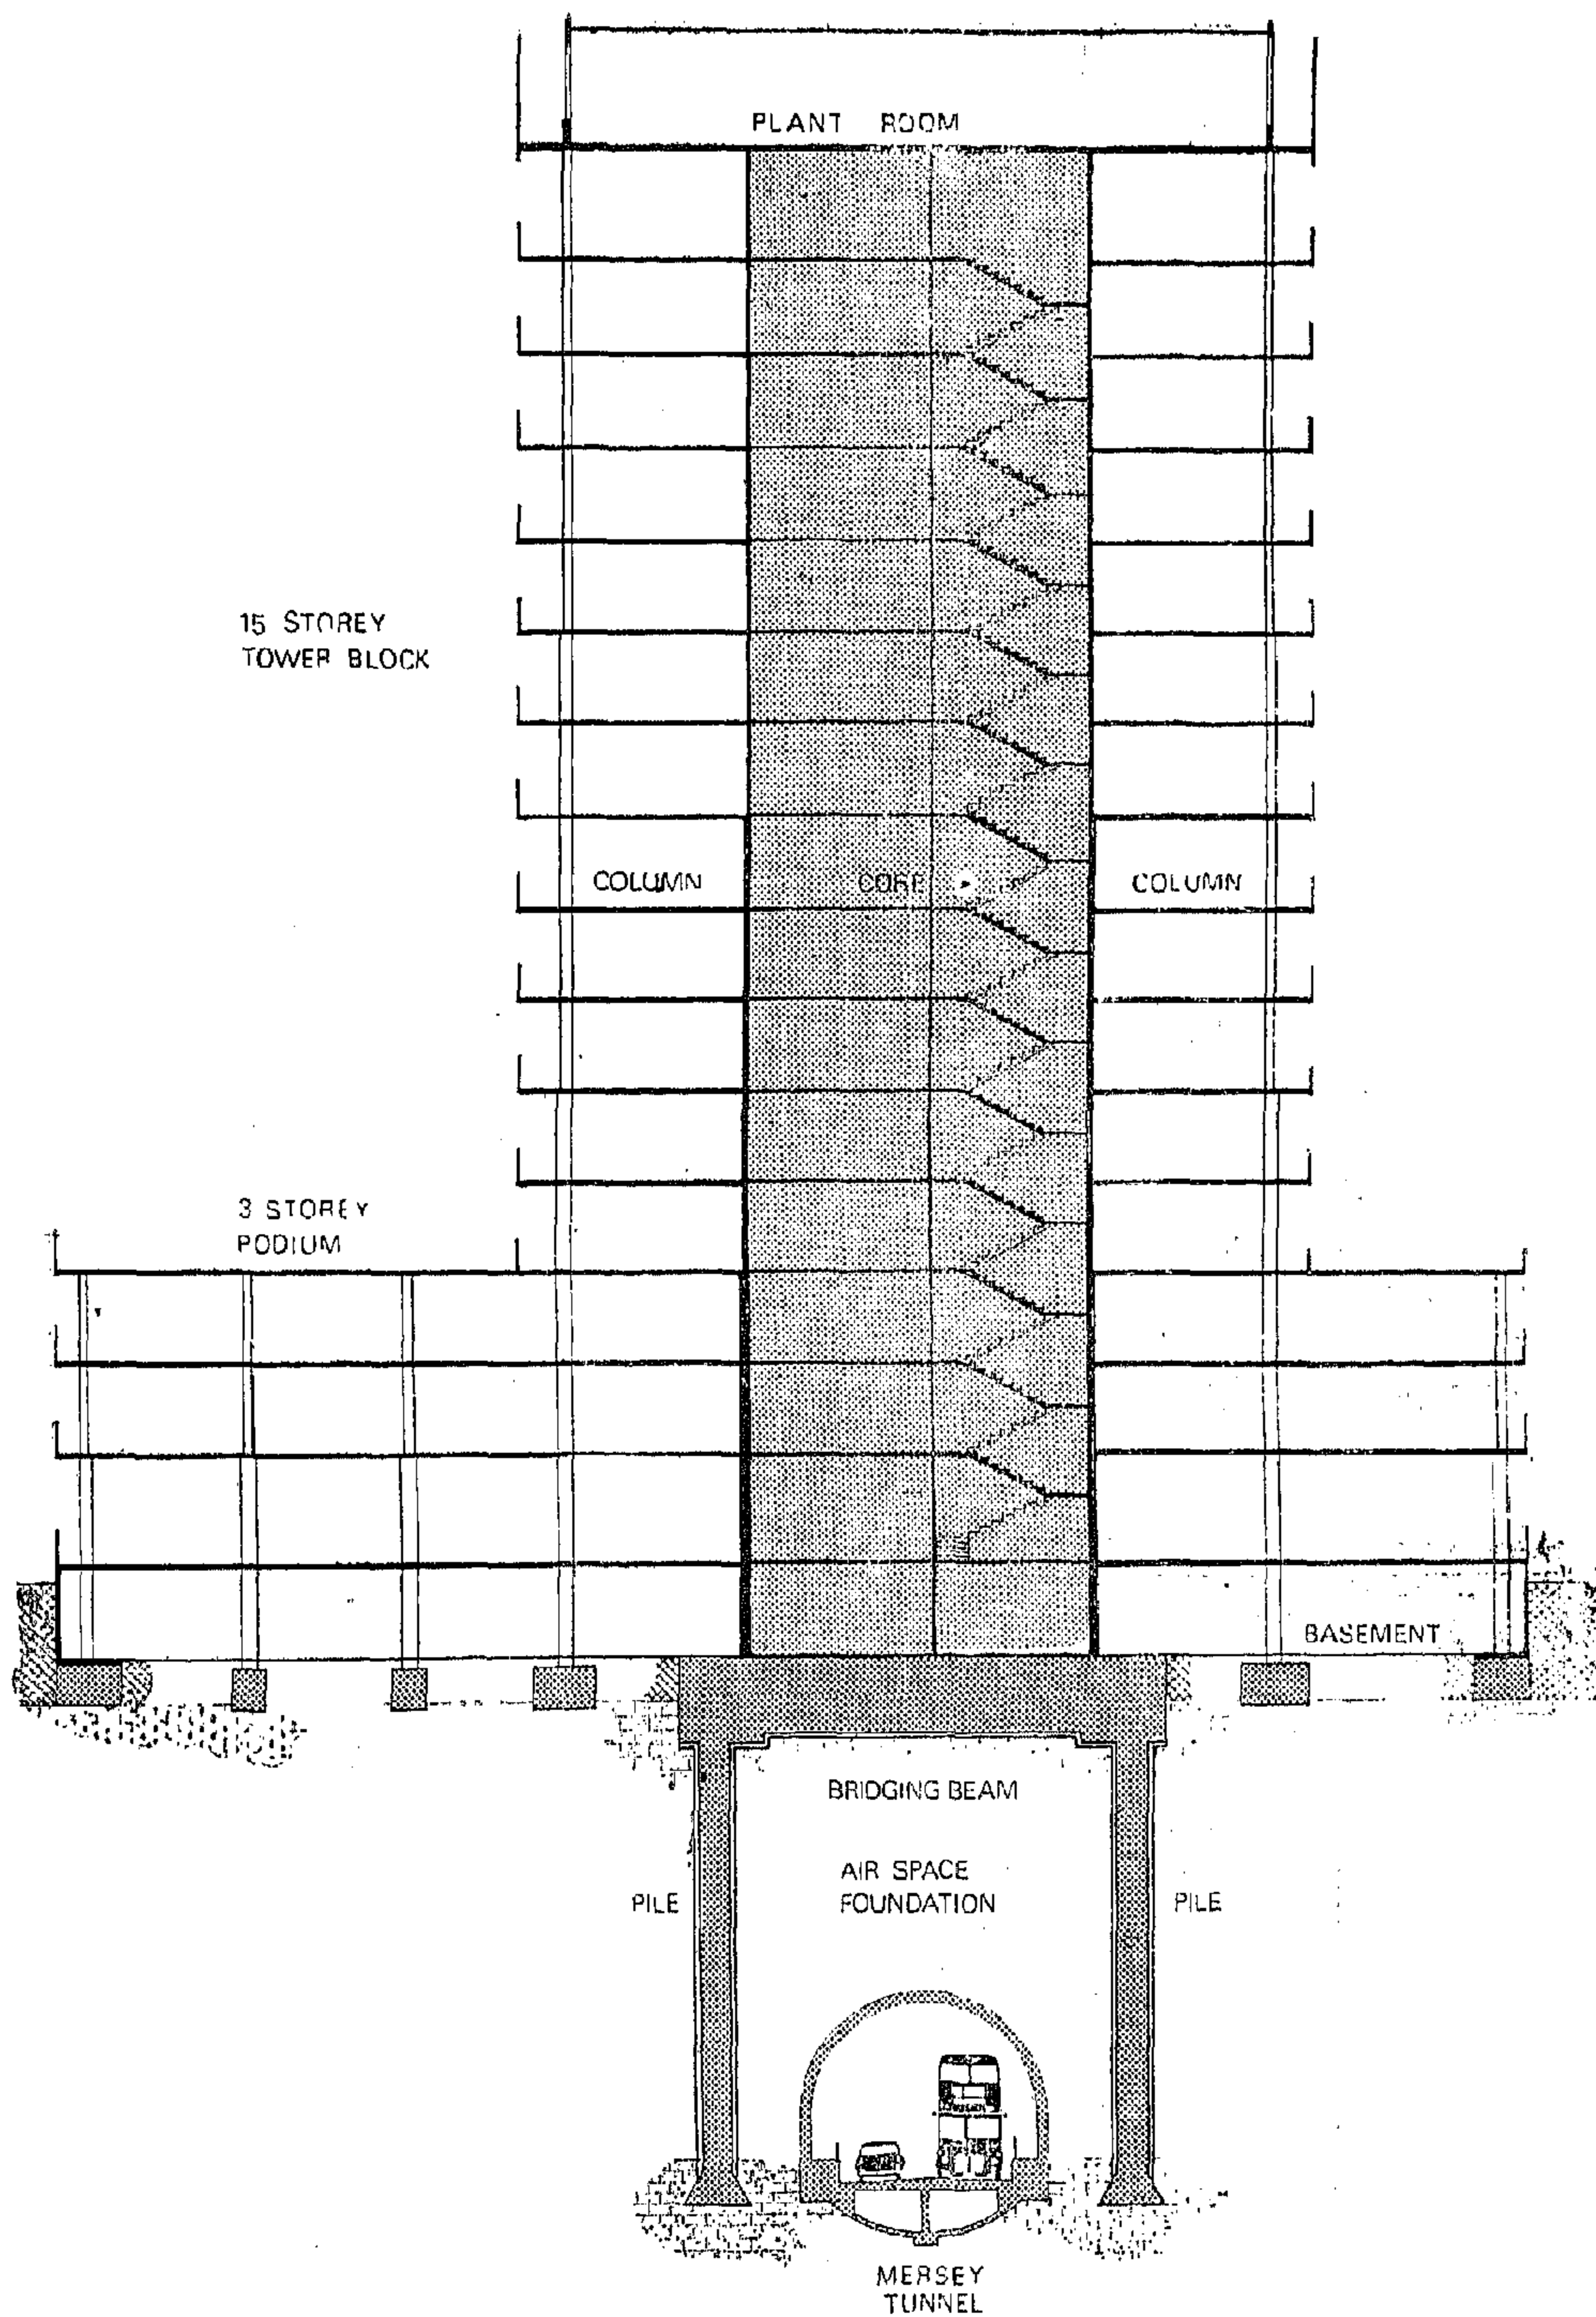 PLANT ROOM
15 STOREY
TOWER BLOCK
COLUMN
CORE
COLUMN
3 STOREY
PODIUM
BASEMENT
BRIDGING BEAM
AIR SPACE
FOUNDATION
PILE
PILE
MERSEY
TUNNEL